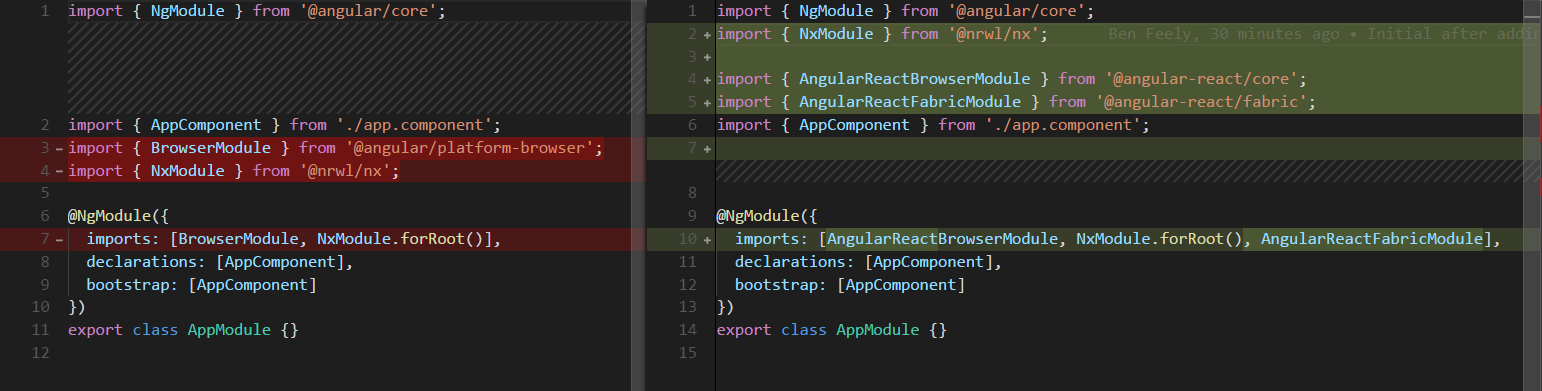 1 import { NgModule } from '@angular/core';
2 import { AppComponent } from './app.component';
3 - import { BrowserModule } from '@angular/platform-browser';
4 - import { NxModule } from '@nrwl/nx';
5
6 @NgModule({
7 - imports: [BrowserModule, NxModule.forRoot()],
8 declarations: [AppComponent],
9 bootstrap: [AppComponent]
10 })
11 export class AppModule {}
12
1 import { NgModule } from '@angular/core';
2 + import { NxModule } from '@nrwl/nx'; Ben Feely, 30 minutes ago • Initial after addin
3 +
4 + import { AngularReactBrowserModule } from '@angular-react/core';
5 + import { AngularReactFabricModule } from '@angular-react/fabric';
6 import { AppComponent } from './app.component';
7 +
8
9 @NgModule({
10 + imports: [AngularReactBrowserModule, NxModule.forRoot(), AngularReactFabricModule],
11 declarations: [AppComponent],
12 bootstrap: [AppComponent]
13 })
14 export class AppModule {}
15